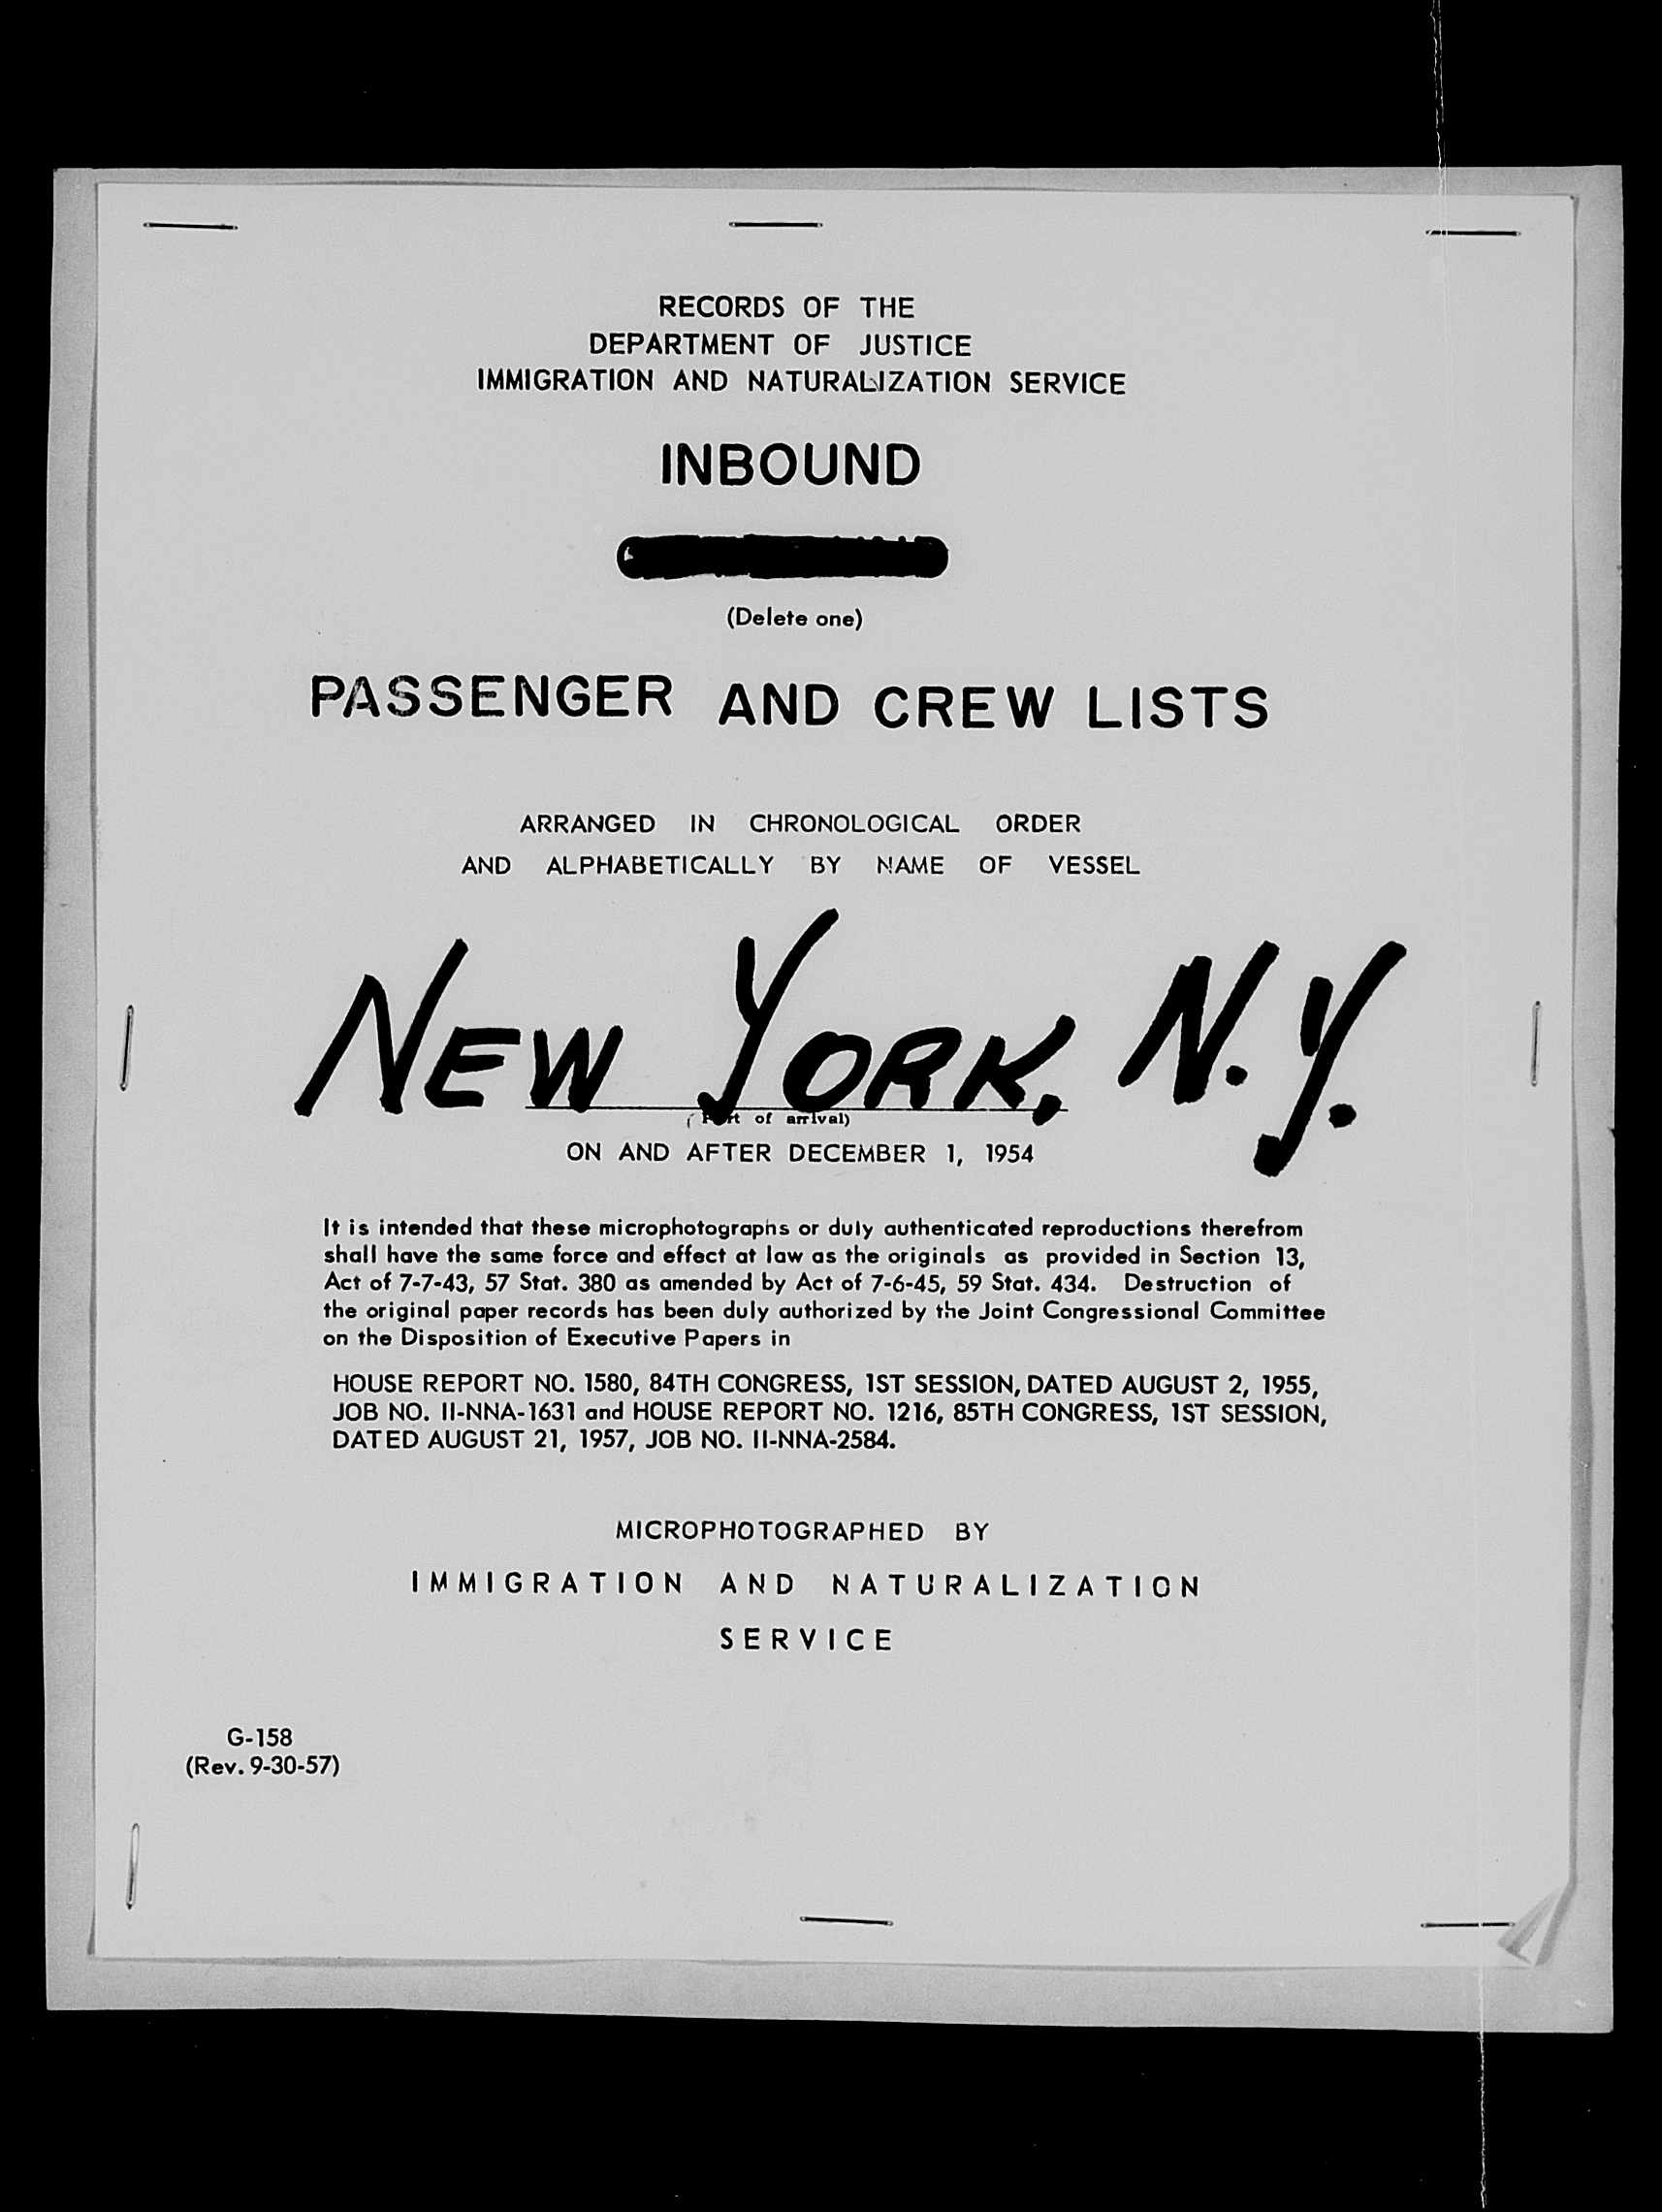 RECORDS OF THE
DEPARTMENT OF JUSTICE
IMMIGRATION AND NATURALIZATION SERVICE
INBOUND
(Delete one)
PASSENGER AND CREW LISTS
ARRANGED IN CHRONOLOGICAL ORDER
AND ALPHABETICALLY BY NAME OF VESSEL
NEW YORK, N.Y.
(Port of arrival)
ON AND AFTER DECEMBER 1, 1954
It is intended that these microphotographs or duly authenticated reproductions therefrom
shall have the same force and effect at law as the originals as provided in Section 13,
Act of 7-7-43, 57 Stat. 380 as amended by Act of 7-6-45, 59 Stat. 434. Destruction of
the original paper records has been duly authorized by the Joint Congressional Committee
on the Disposition of Executive Papers in
HOUSE REPORT NO. 1580, 84TH CONGRESS, 1ST SESSION, DATED AUGUST 2, 1955,
JOB NO. II-NNA-1631 and HOUSE REPORT NO. 1216, 85TH CONGRESS, 1ST SESSION,
DATED AUGUST 21, 1957, JOB NO. II-NNA-2584.
MICROPHOTOGRAPHED BY
IMMIGRATION AND NATURALIZATION
SERVICE
G-158
(Rev. 9-30-57)